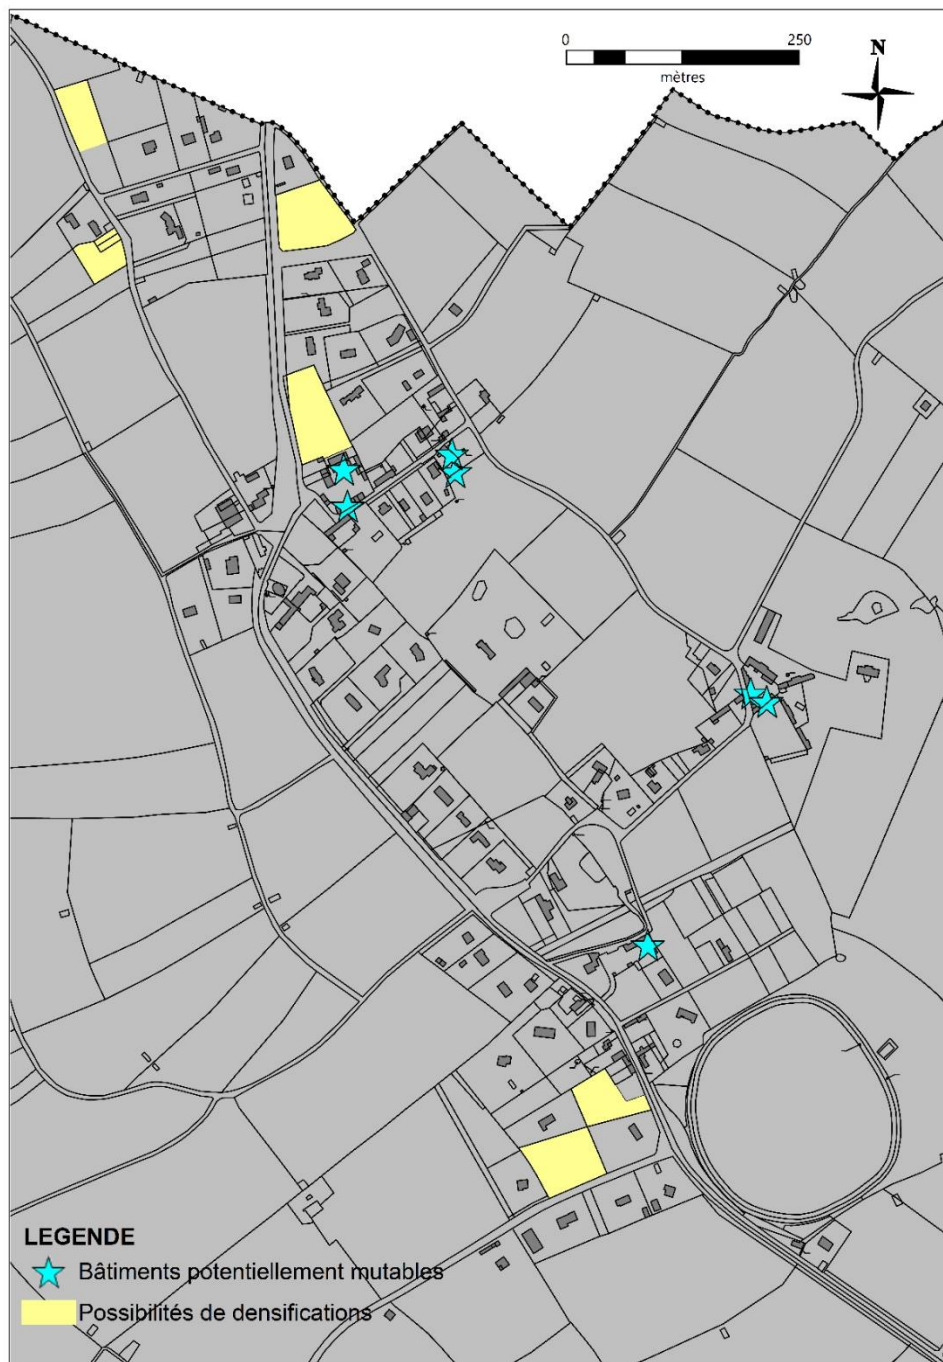 0 250
mètres
N
LEGENDE
Bâtiments potentiellement mutables
Possibilités de densifications